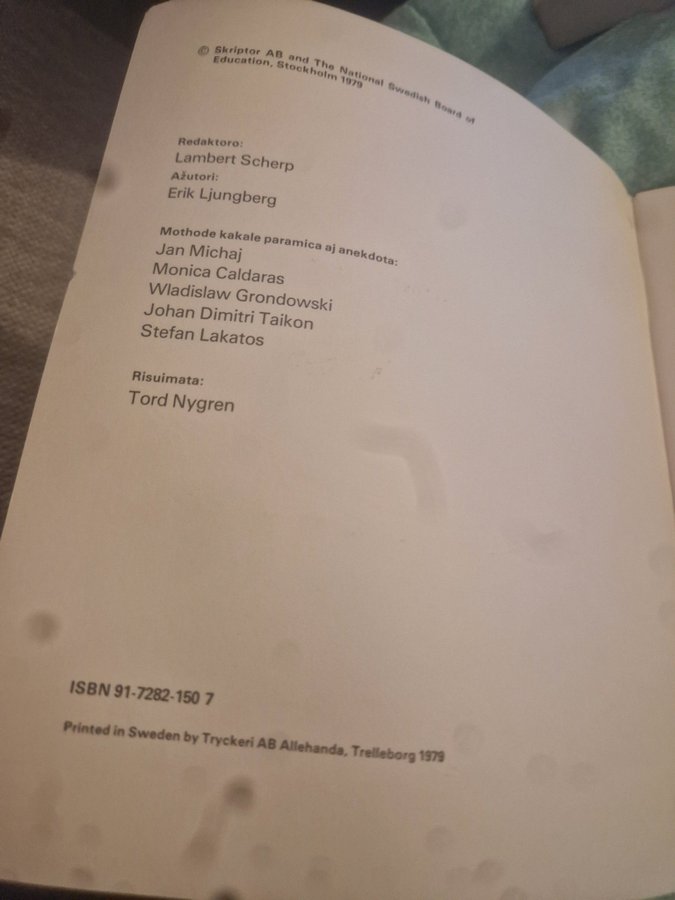 © Skriptor AB and The National Swedish Board of
Education, Stockholm 1979
Redaktoro:
Lambert Scherp
Ažutori:
Erik Ljungberg
Mothode kakale paramica aj anekdota:
Jan Michaj
Monica Caldaras
Wladislaw Grondowski
Johan Dimitri Taikon
Stefan Lakatos
Risuimata:
Tord Nygren
ISBN 91-7282-150 7
Printed in Sweden by Tryckeri AB Allehanda, Trelleborg 1979